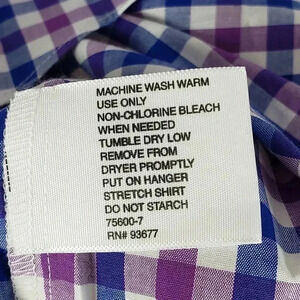 MACHINE WASH WARM
USE ONLY
NON-CHLORINE BLEACH
WHEN NEEDED
TUMBLE DRY LOW
REMOVE FROM
DRYER PROMPTLY
PUT ON HANGER
STRETCH SHIRT
DO NOT STARCH
75600-7
RN# 93677